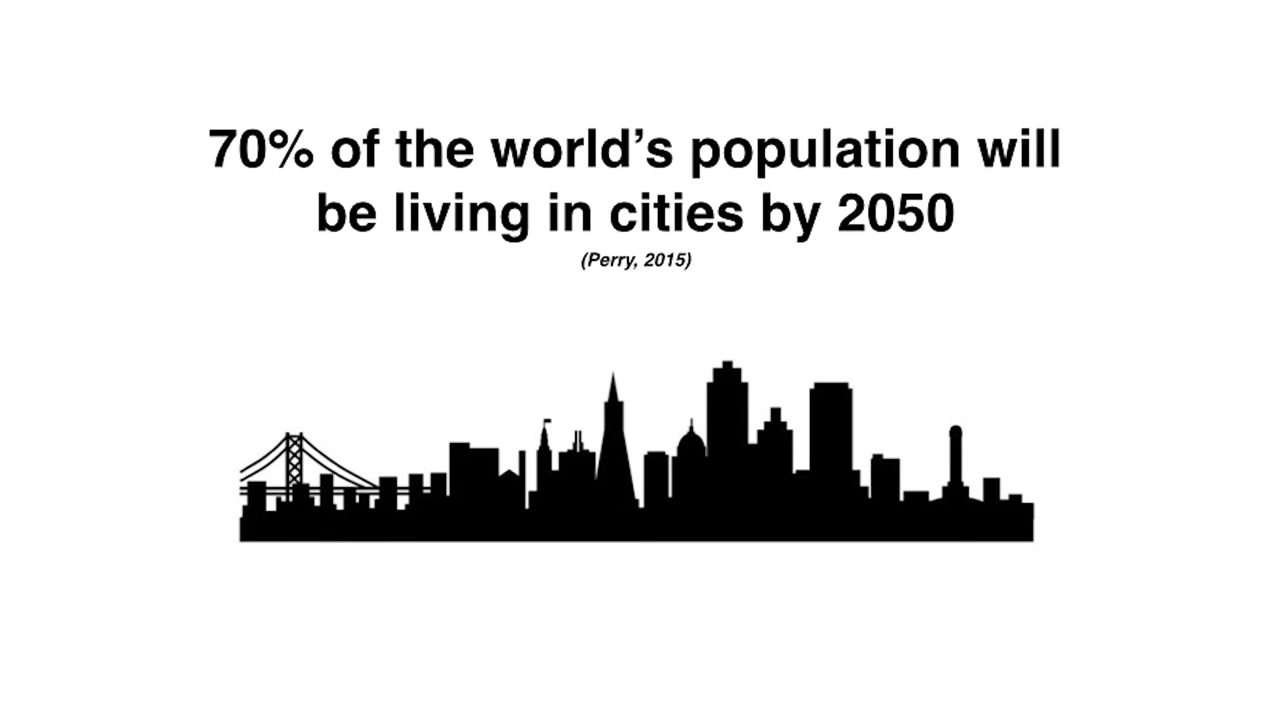 70% of the world’s population will
be living in cities by 2050
(Perry, 2015)